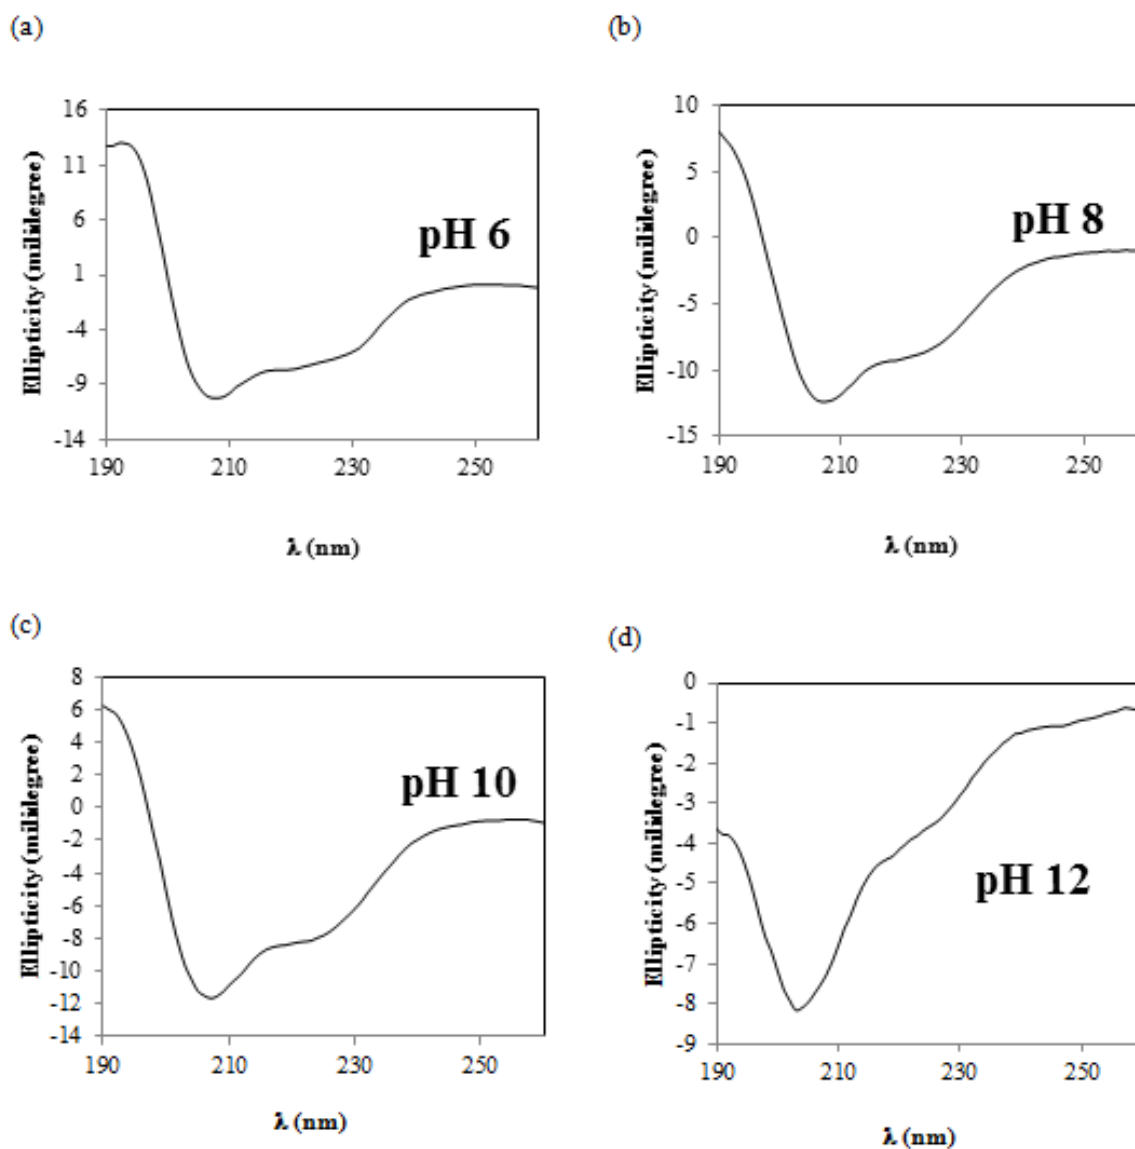 (a)
16
11
6
1
-4
-9
-14
190 210 230 250
Ellipticity (milidegree)
λ (nm)
pH 6
(b)
10
5
0
-5
-10
-15
190 210 230 250
Ellipticity (milidegree)
λ (nm)
pH 8
(c)
8
6
4
2
0
-2
-4
-6
-8
-10
-12
-14
190 210 230 250
Ellipticity (milidegree)
λ (nm)
pH 10
(d)
0
-1
-2
-3
-4
-5
-6
-7
-8
-9
190 210 230 250
Ellipticity (milidegree)
λ (nm)
pH 12